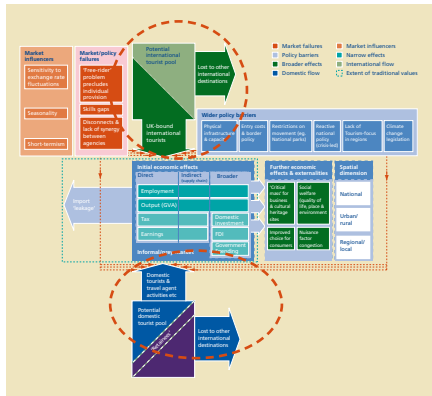 Market
influencers
Sensitivity to
exchange rate
fluctuations
Seasonality
Short-termism
Market/policy
failures
'Free-rider'
problem
precludes
individual
provision
Skills gaps
Disconnects &
lack of synergy
between
agencies
Potential
international
tourist pool
UK-bound
international
tourists
Lost to other
international
destinations
Market failures
Policy barriers
Broader effects
Domestic flow
Market influencers
Narrow effects
International flow
Extent of traditional values
Wider policy barriers
Physical
infrastructure
& capacity
Entry costs
& border
policy
Restrictions on
movement (eg.
National parks)
Reactive
national policy
(crisis-led)
Lack of
Tourism focus
in regions
Climate
change
legislation
Import
'leakage'
Initial economic effects
Direct
Indirect
(supply chain)
Broader
Employment
Output (GVA)
Tax
Earnings
Domestic
investment
FDI
Government
spending
Further economic
effects & externalities
'Critical
mass' for
business
& cultural
heritage
sites
Social
welfare
(quality of
life, place &
environment)
Improved
choice for
consumers
Nuisance
factor
congestion
Spatial
dimension
National
Urban/
rural
Regional/
local
Domestic
tourists &
travel agent
activities etc
Potential
domestic
tourist pool
Lost to other
international
destinations